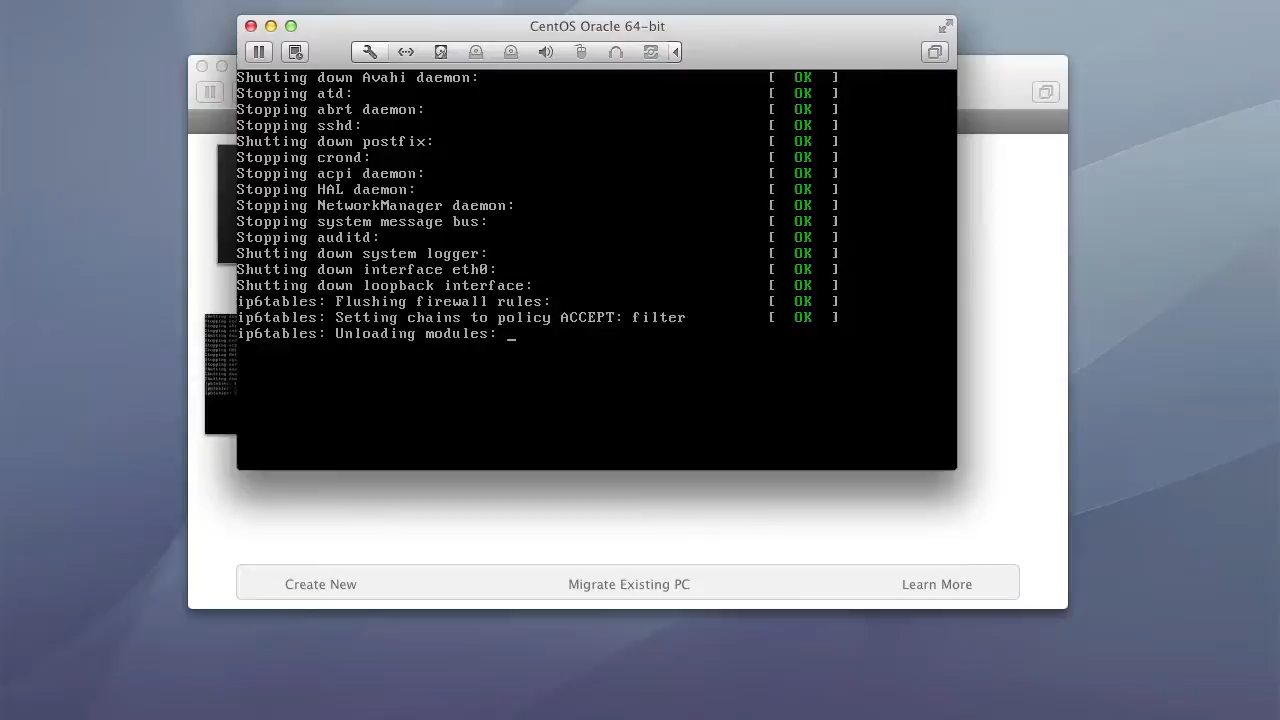 CentOS Oracle 64-bit
Shutting down Avahi daemon: [ OK ]
Stopping atd: [ OK ]
Stopping abrt daemon: [ OK ]
Stopping sshd: [ OK ]
Shutting down postfix: [ OK ]
Stopping crond: [ OK ]
Stopping acpi daemon: [ OK ]
Stopping HAL daemon: [ OK ]
Stopping NetworkManager daemon: [ OK ]
Stopping system message bus: [ OK ]
Stopping auditd: [ OK ]
Shutting down system logger: [ OK ]
Shutting down interface eth0: [ OK ]
Shutting down loopback interface: [ OK ]
ip6tables: Flushing firewall rules: [ OK ]
ip6tables: Setting chains to policy ACCEPT: filter [ OK ]
ip6tables: Unloading modules: _
Create New
Migrate Existing PC
Learn More